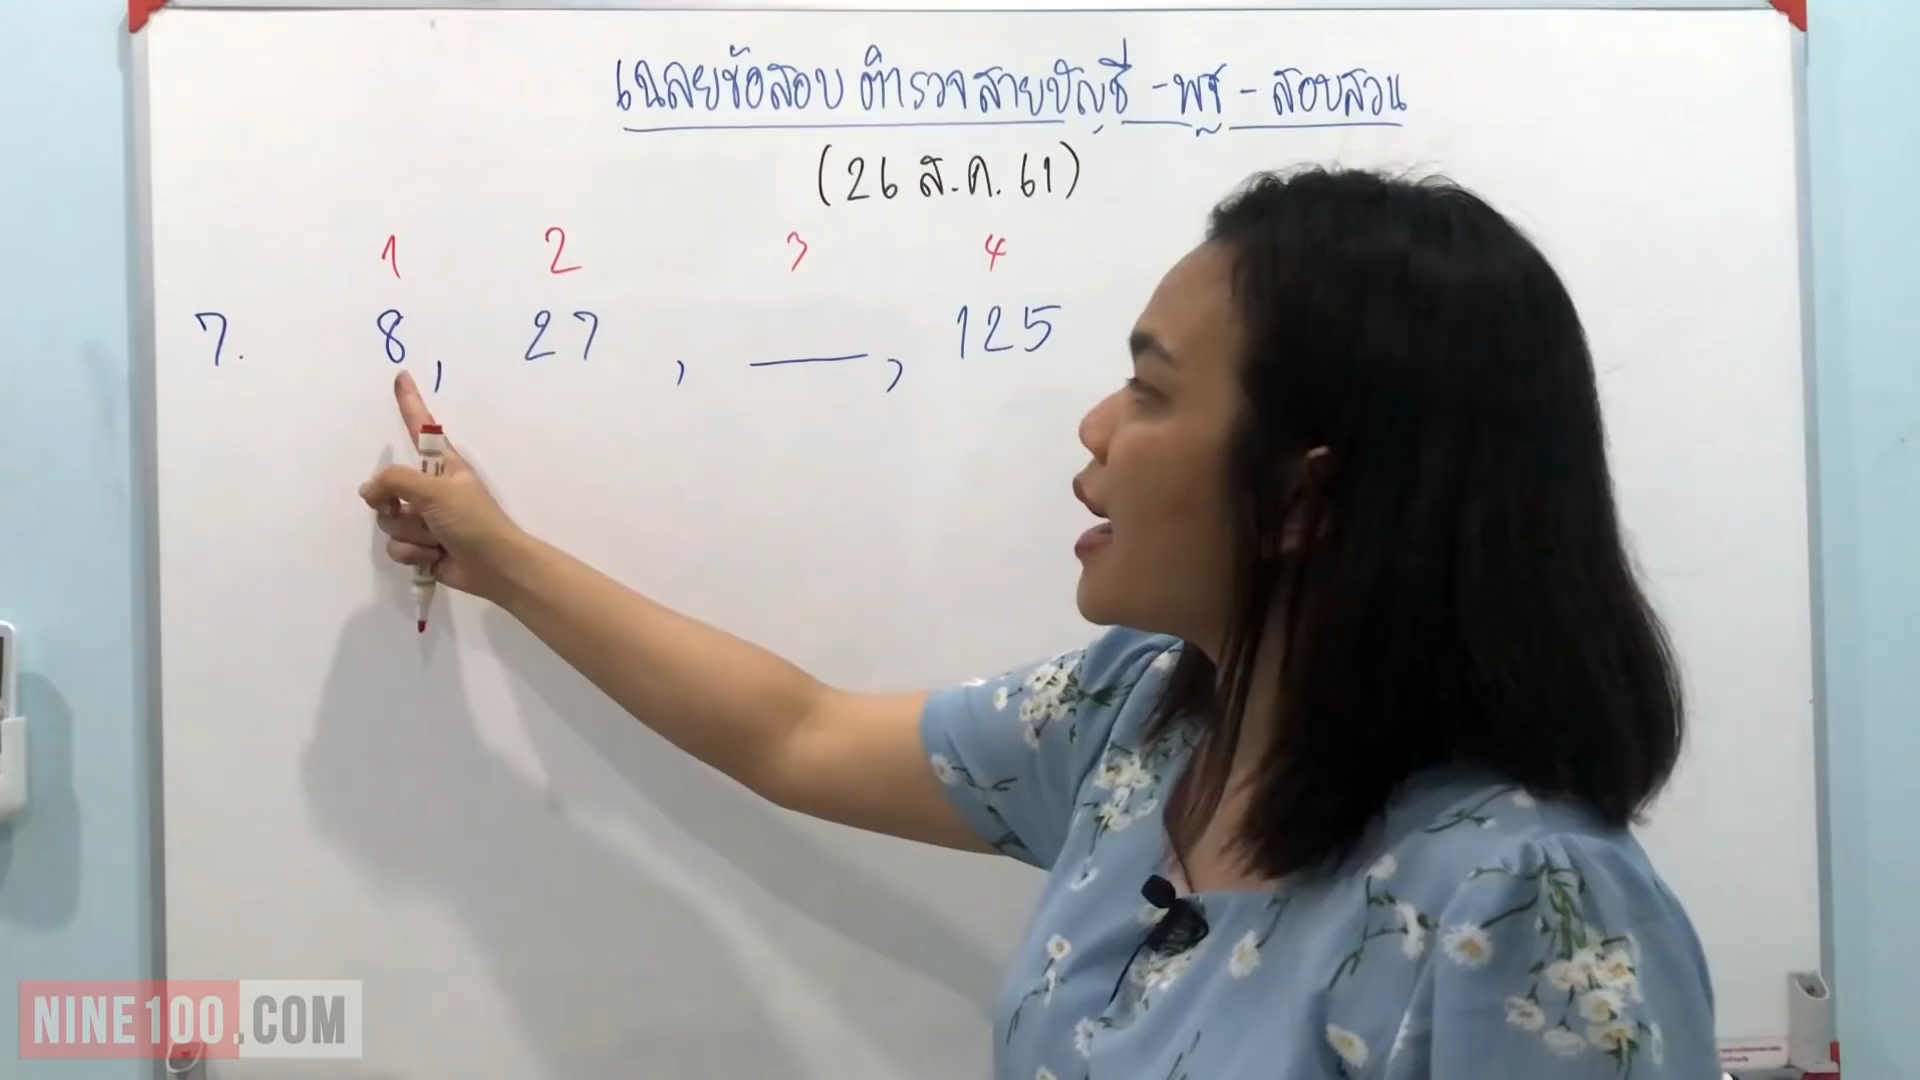 เฉลยข้อสอบ ตำรวจสายบัญชี - พฐ - สอบสวน
(26 ส.ค. 61)
1 2 3 4
7. 8, 27, ____, 125
NINE100.COM